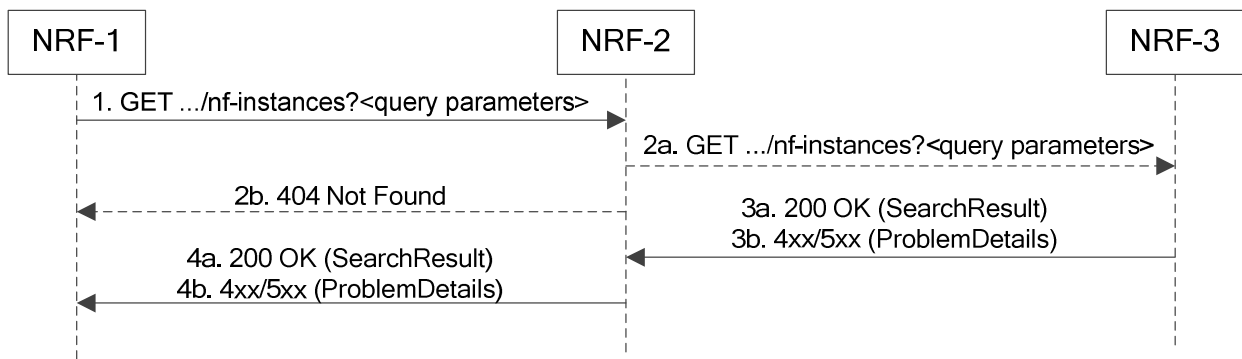 NRF-1
NRF-2
NRF-3
1. GET .../nf-instances?<query parameters>
2a. GET .../nf-instances?<query parameters>
2b. 404 Not Found
3a. 200 OK (SearchResult)
3b. 4xx/5xx (ProblemDetails)
4a. 200 OK (SearchResult)
4b. 4xx/5xx (ProblemDetails)